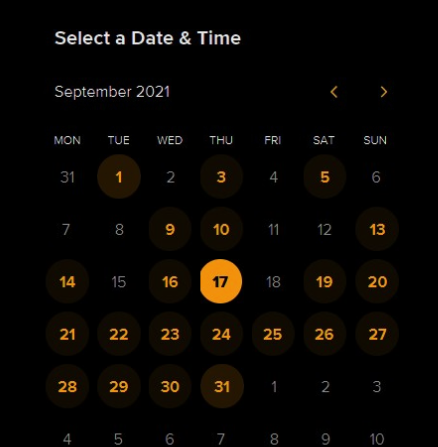 Select a Date & Time
September 2021
MON TUE WED THU FRI SAT SUN
31 1 2 3 4 5 6
7 8 9 10 11 12 13
14 15 16 17 18 19 20
21 22 23 24 25 26 27
28 29 30 31 1 2 3
4 5 6 7 8 9 10